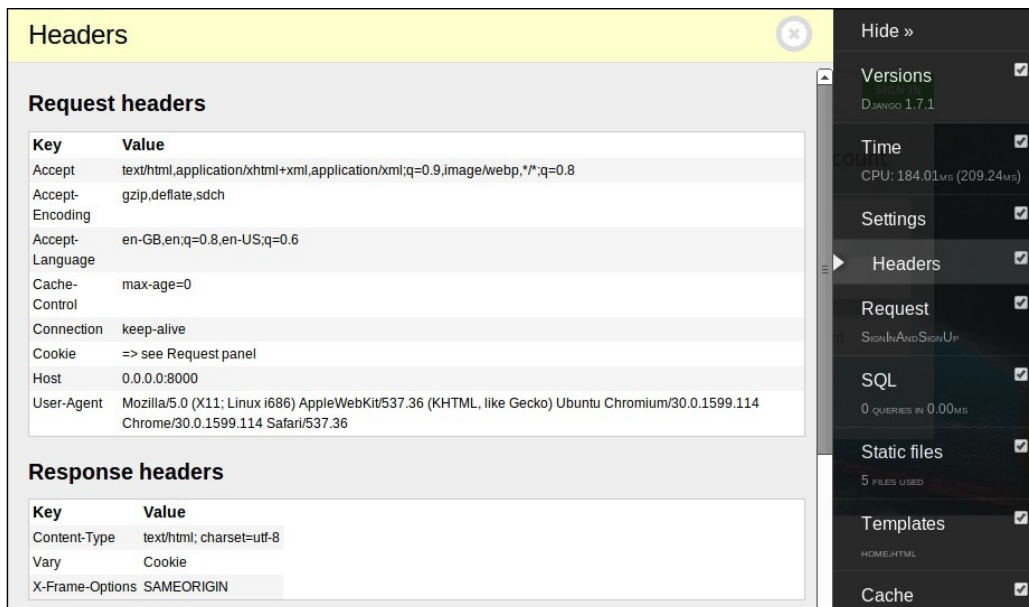 Headers
Request headers
Key Value
Accept text/html,application/xhtml+xml,application/xml;q=0.9,image/webp,*/*;q=0.8
Accept-
Encoding gzip,deflate,sdch
Accept-
Language en-GB,en;q=0.8,en-US;q=0.6
Cache-
Control max-age=0
Connection keep-alive
Cookie => see Request panel
Host 0.0.0.0:8000
User-Agent Mozilla/5.0 (X11; Linux i686) AppleWebKit/537.36 (KHTML, like Gecko) Ubuntu Chromium/30.0.1599.114
Chrome/30.0.1599.114 Safari/537.36
Response headers
Key Value
Content-Type text/html; charset=utf-8
Vary Cookie
X-Frame-Options SAMEORIGIN
Hide »
Versions
SIGN IN
Django 1.7.1
Time
count
CPU: 184.01ms (209.24ms)
Settings
Headers
Request
SignInAndSignUp
SQL
0 queries in 0.00ms
Static files
5 files used
Templates
home.html
Cache